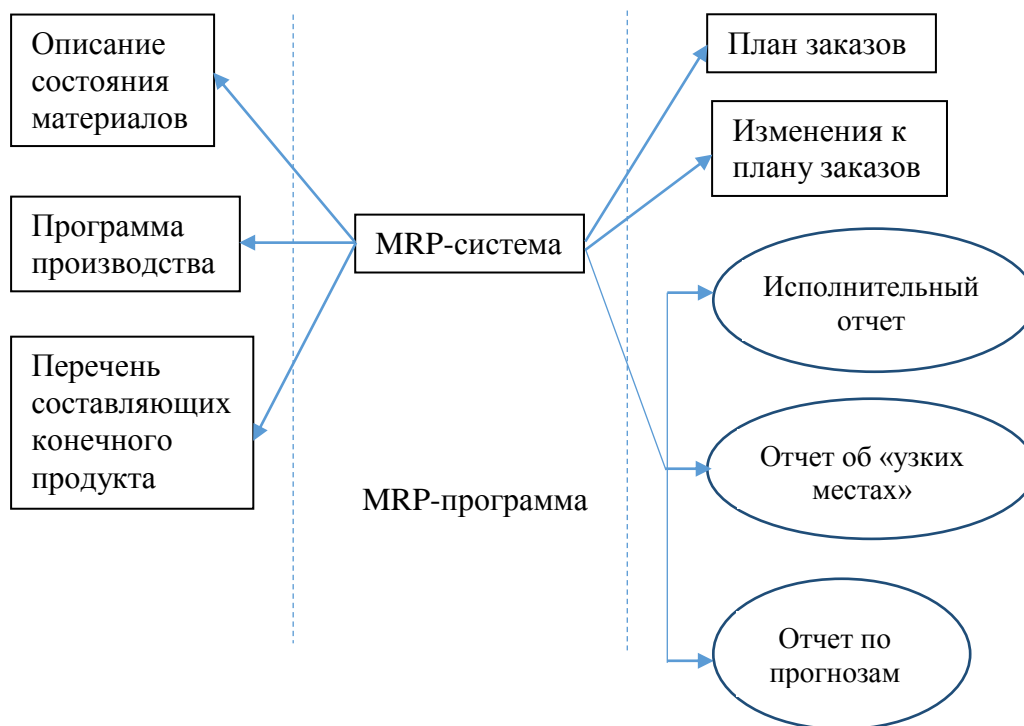 Описание
состояния
материалов
Программа
производства
Перечень
составляющих
конечного
продукта
MRP-система
MRP-программа
План заказов
Изменения к
плану заказов
Исполнительный
отчет
Отчет об «узких
местах»
Отчет по
прогнозам